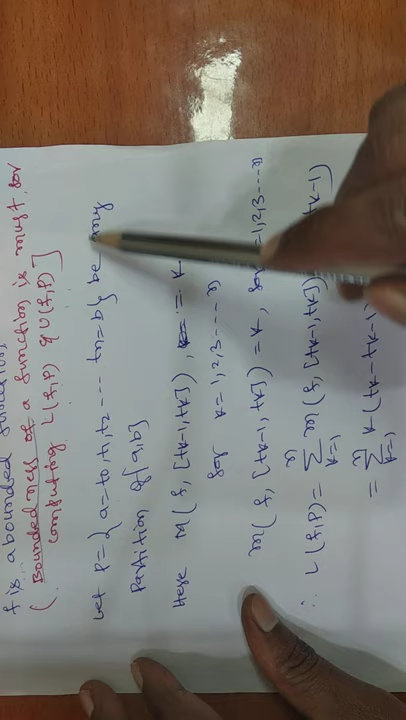 f is a bounded function
( Boundedness of a function is must for
computing L(f,P) & U(f,P) ]
Let P = { a = t0, t1, t2 ... tn = b } be any
Partition of [a,b]
Here M( f, [tk-1, tk] ), = k
for k = 1,2,3 .... n
m( f, [tk-1, tk] ) = k, for = 1,2,3 ... n
∴ L(f,P) = n∑k=1 m( f, [tk-1, tk] ) tk-1)
= n∑k=1 k (tk - tk-1